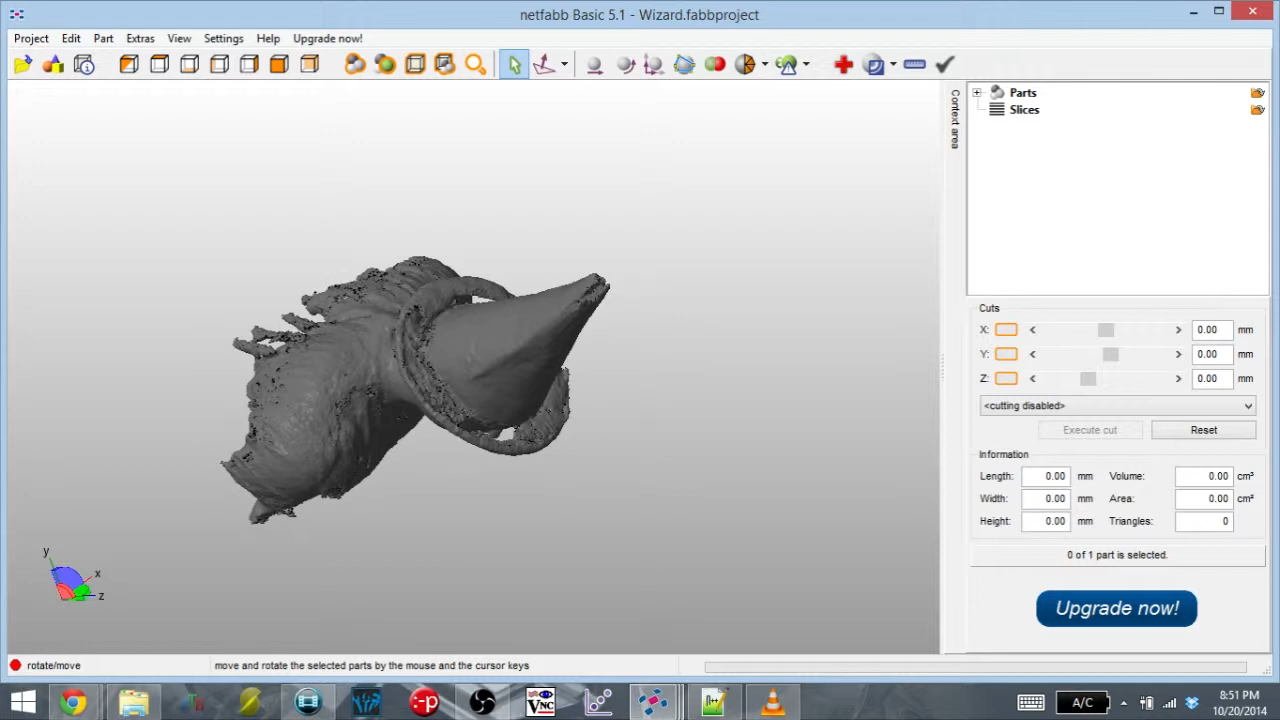 netfabb Basic 5.1 - Wizard.fabbproject
Project Edit Part Extras View Settings Help Upgrade now!
Context area
Parts
Slices
Cuts
X: < > 0.00 mm
Y: < > 0.00 mm
Z: < > 0.00 mm
<cutting disabled>
Execute cut Reset
Information
Length: 0.00 mm Volume: 0.00 cm³
Width: 0.00 mm Area: 0.00 cm²
Height: 0.00 mm Triangles: 0
0 of 1 part is selected.
Upgrade now!
y
x
z
rotate/move move and rotate the selected parts by the mouse and the cursor keys
VNC
A/C
8:51 PM
10/20/2014